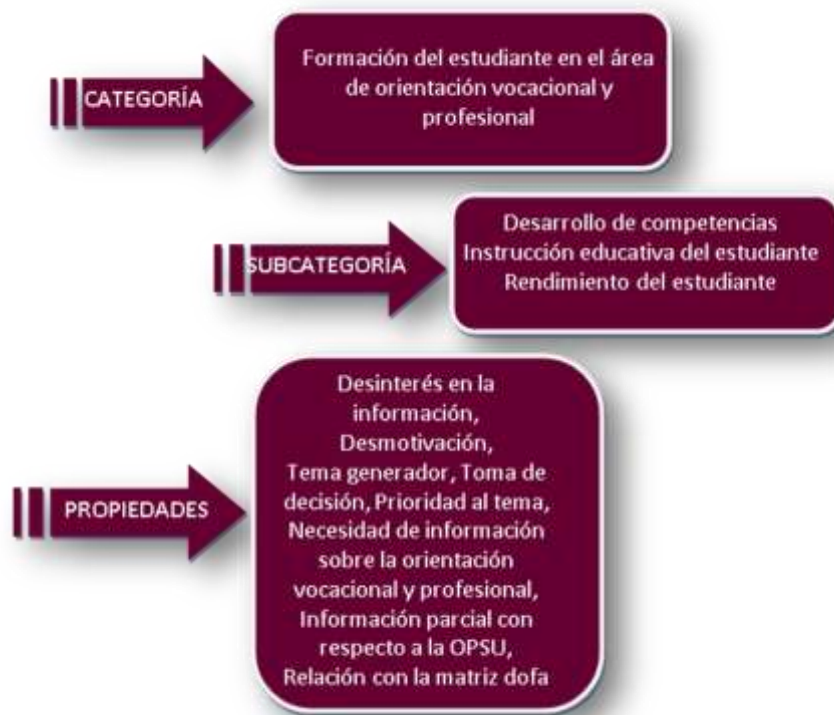 CATEGORÍA
Formación del estudiante en el área
de orientación vocacional y
profesional
SUBCATEGORÍA
Desarrollo de competencias
Instrucción educativa del estudiante
Rendimiento del estudiante
PROPIEDADES
Desinterés en la
información,
Desmotivación,
Tema generador, Toma de
decisión, Prioridad al tema,
Necesidad de información
sobre la orientación
vocacional y profesional,
Información parcial con
respecto a la OPSU,
Relación con la matriz dofa